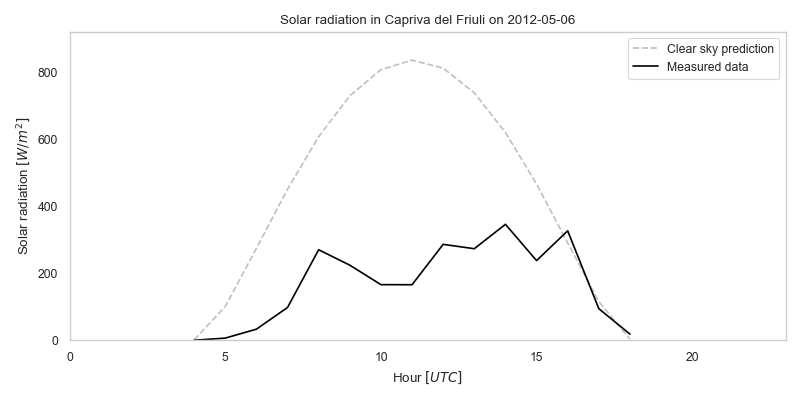 Solar radiation in Capriva del Friuli on 2012-05-06
Clear sky prediction
Measured data
Solar radiation [W/m²]
800
600
400
200
0
0 5 10 15 20
Hour [UTC]